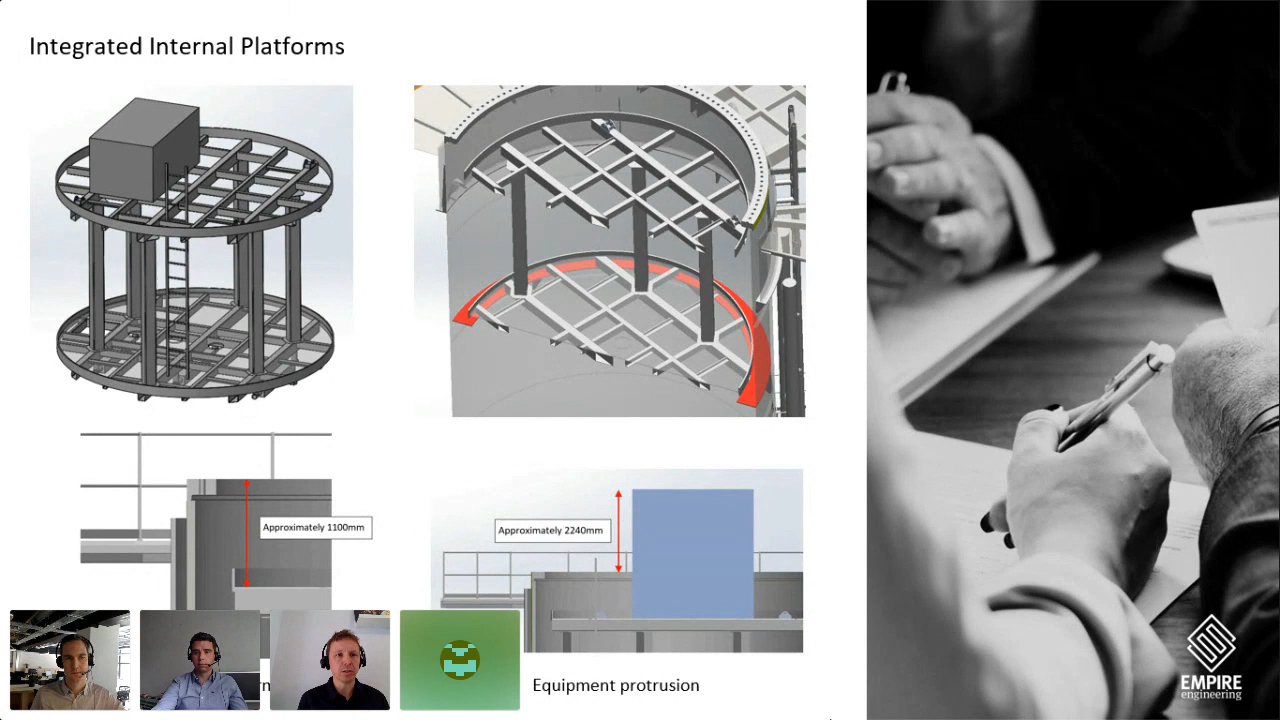 Integrated Internal Platforms
Approximately 1100mm
Approximately 2240mm
Equipment protrusion
EMPIRE
engineering